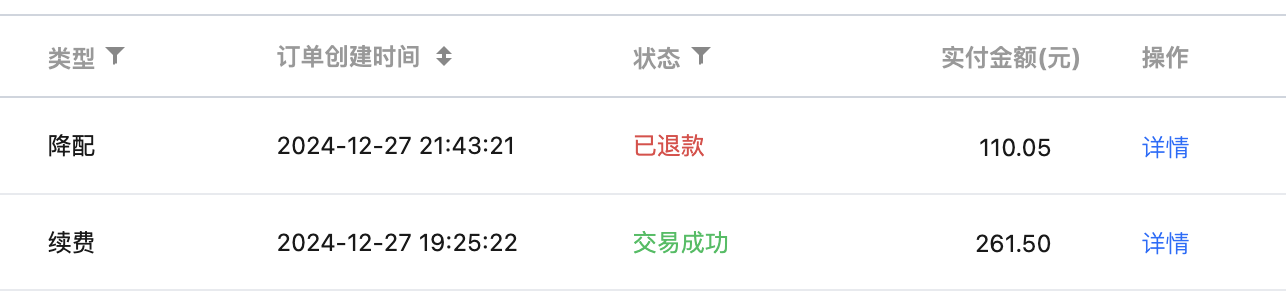 类型 订单创建时间 状态 实付金额(元) 操作
降配 2024-12-27 21:43:21 已退款 110.05 详情
续费 2024-12-27 19:25:22 交易成功 261.50 详情